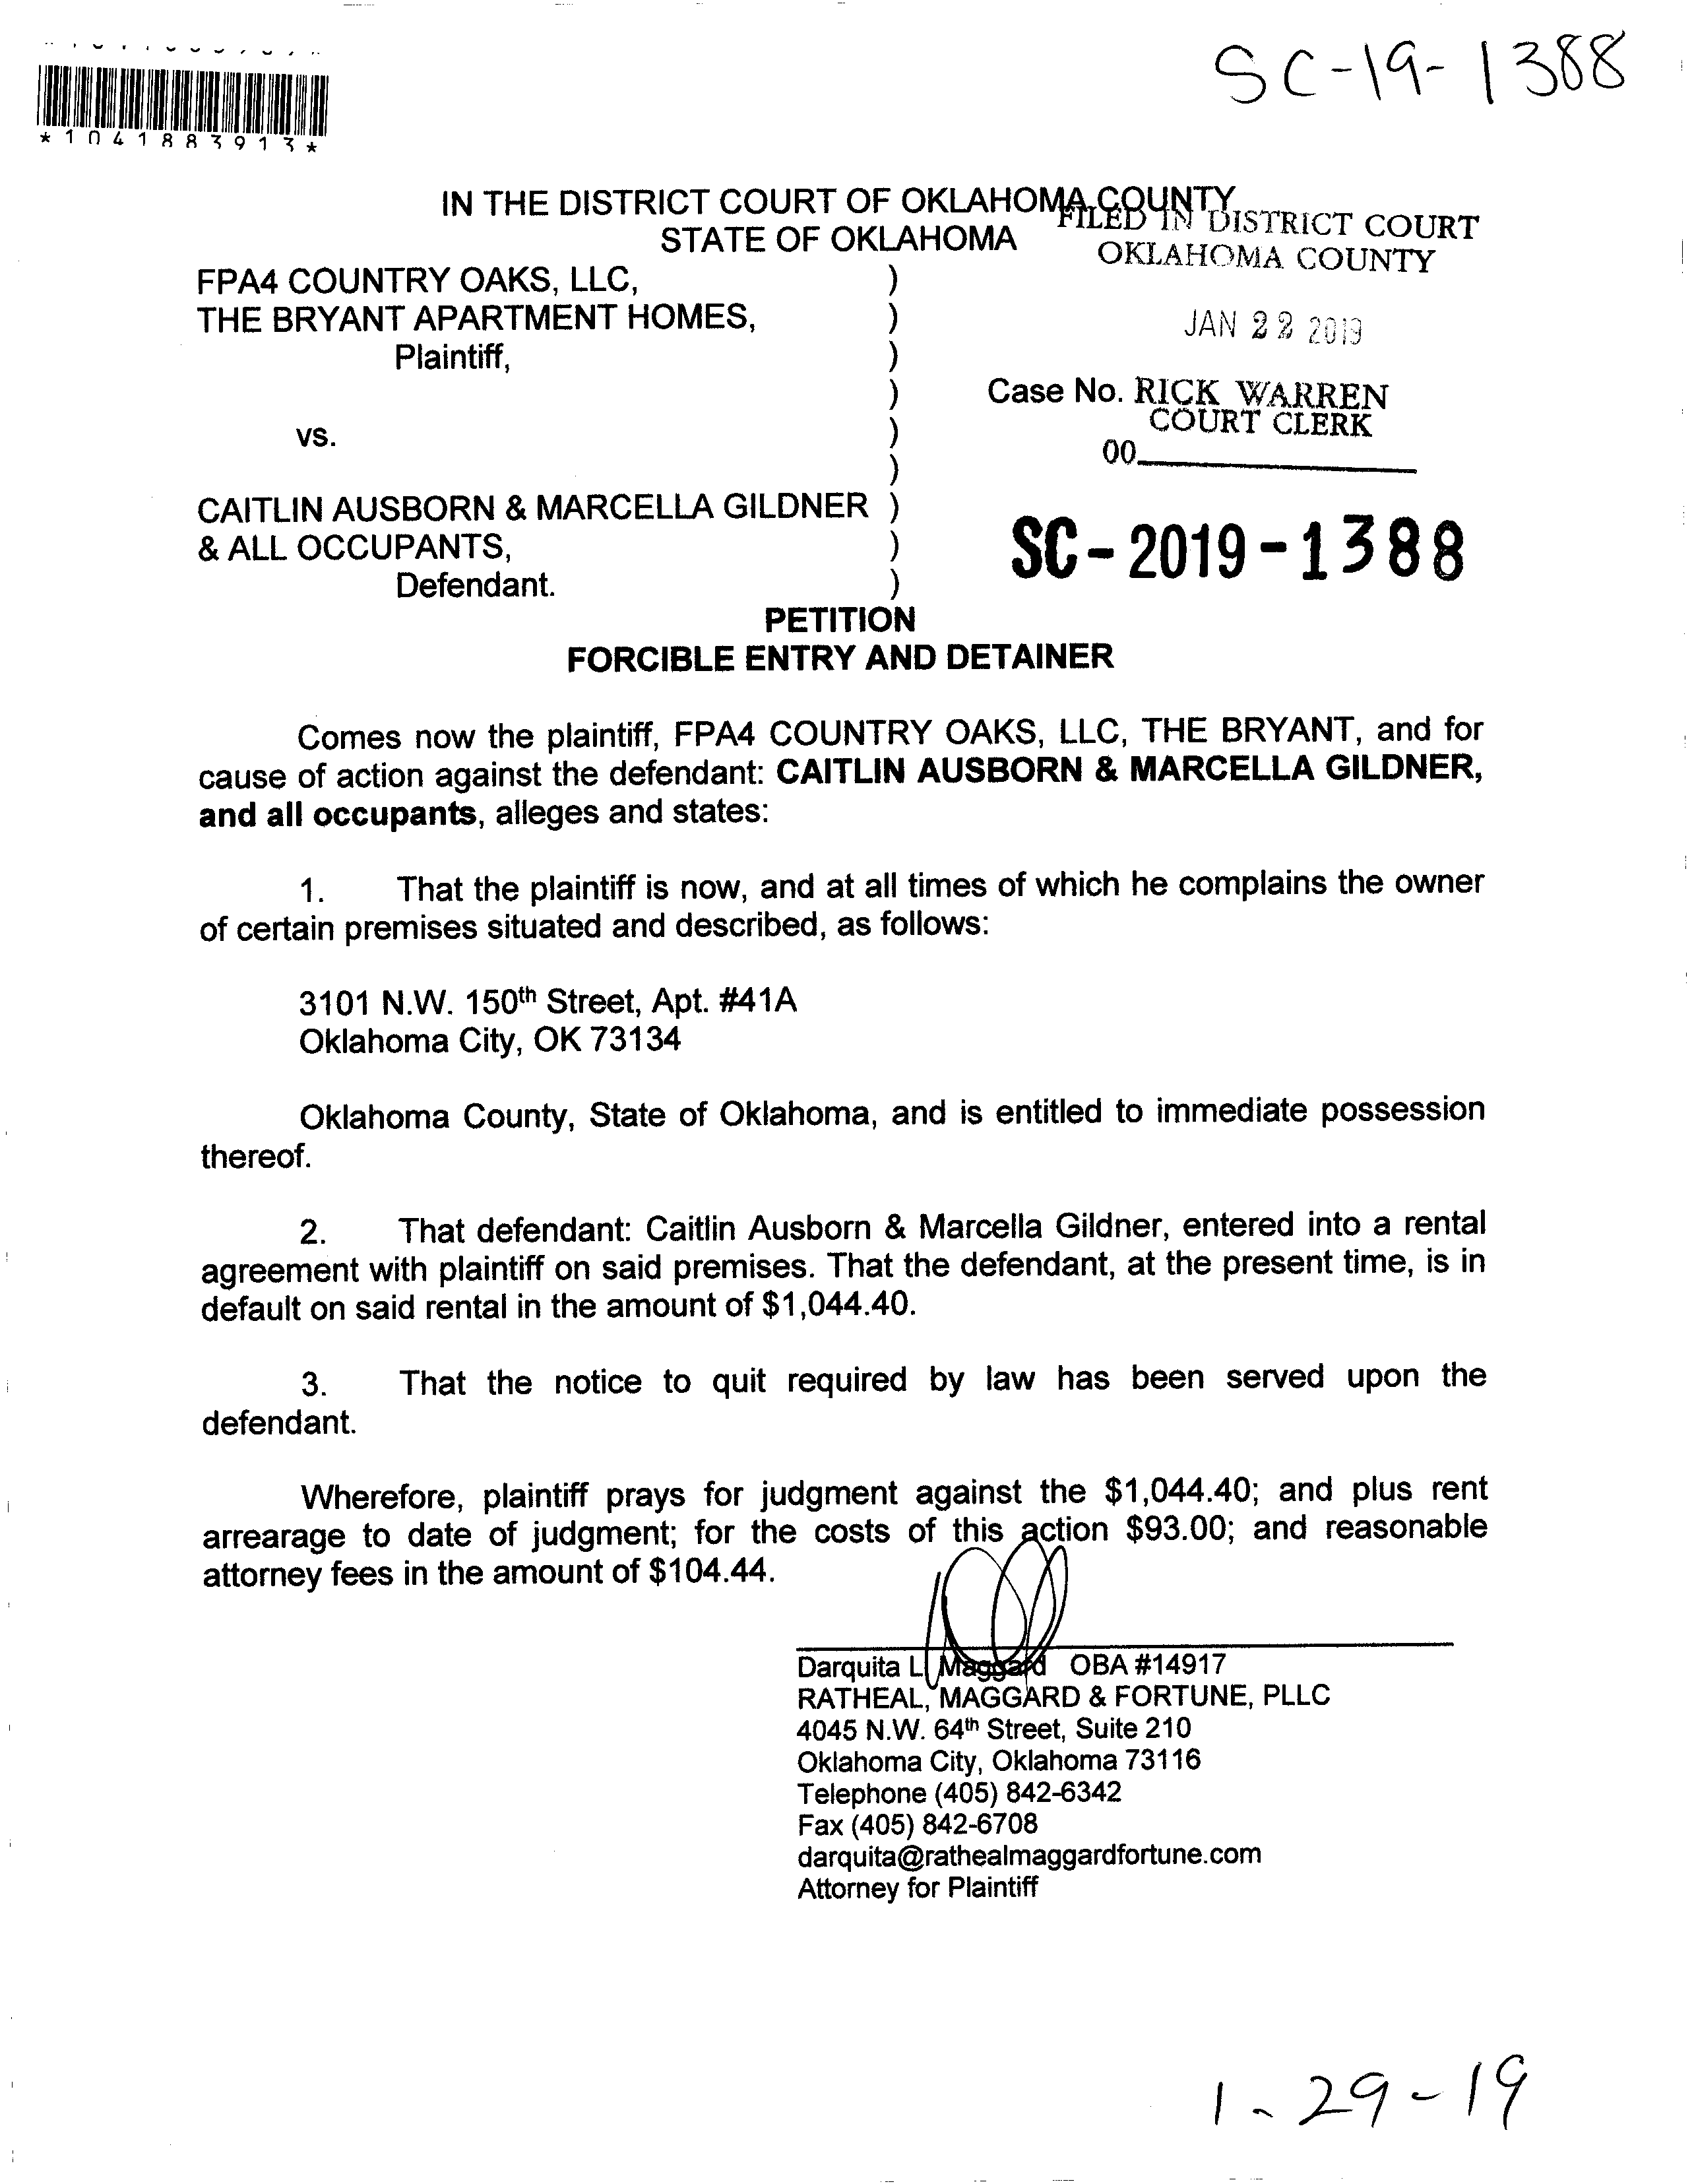 SC-19-1388
*1041883913*
IN THE DISTRICT COURT OF OKLAHOMA COUNTY
STATE OF OKLAHOMA
FILED IN DISTRICT COURT
OKLAHOMA COUNTY
FPA4 COUNTRY OAKS, LLC, )
THE BRYANT APARTMENT HOMES, )
JAN 22 2019
Plaintiff, )
) Case No. RICK WARREN
COURT CLERK
vs. )
) 00
CAITLIN AUSBORN & MARCELLA GILDNER )
& ALL OCCUPANTS, ) SC-2019-1388
Defendant. )
PETITION
FORCIBLE ENTRY AND DETAINER
Comes now the plaintiff, FPA4 COUNTRY OAKS, LLC, THE BRYANT, and for
cause of action against the defendant: CAITLIN AUSBORN & MARCELLA GILDNER,
and all occupants, alleges and states:
1. That the plaintiff is now, and at all times of which he complains the owner
of certain premises situated and described, as follows:
3101 N.W. 150th Street, Apt. #41A
Oklahoma City, OK 73134
Oklahoma County, State of Oklahoma, and is entitled to immediate possession
thereof.
2. That defendant: Caitlin Ausborn & Marcella Gildner, entered into a rental
agreement with plaintiff on said premises. That the defendant, at the present time, is in
default on said rental in the amount of $1,044.40.
3. That the notice to quit required by law has been served upon the
defendant.
Wherefore, plaintiff prays for judgment against the $1,044.40; and plus rent
arrearage to date of judgment; for the costs of this action $93.00; and reasonable
attorney fees in the amount of $104.44.
Darquita L. Maggard OBA #14917
RATHEAL, MAGGARD & FORTUNE, PLLC
4045 N.W. 64th Street, Suite 210
Oklahoma City, Oklahoma 73116
Telephone (405) 842-6342
Fax (405) 842-6708
darquita@rathealmaggardfortune.com
Attorney for Plaintiff
1-29-19